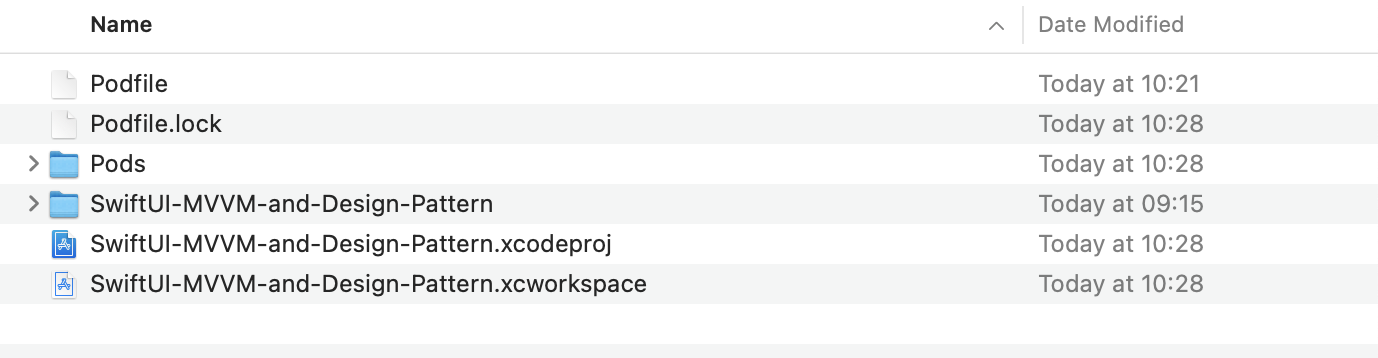 Name Date Modified
Podfile Today at 10:21
Podfile.lock Today at 10:28
Pods Today at 10:28
SwiftUI-MVVM-and-Design-Pattern Today at 09:15
SwiftUI-MVVM-and-Design-Pattern.xcodeproj Today at 10:28
SwiftUI-MVVM-and-Design-Pattern.xcworkspace Today at 10:28